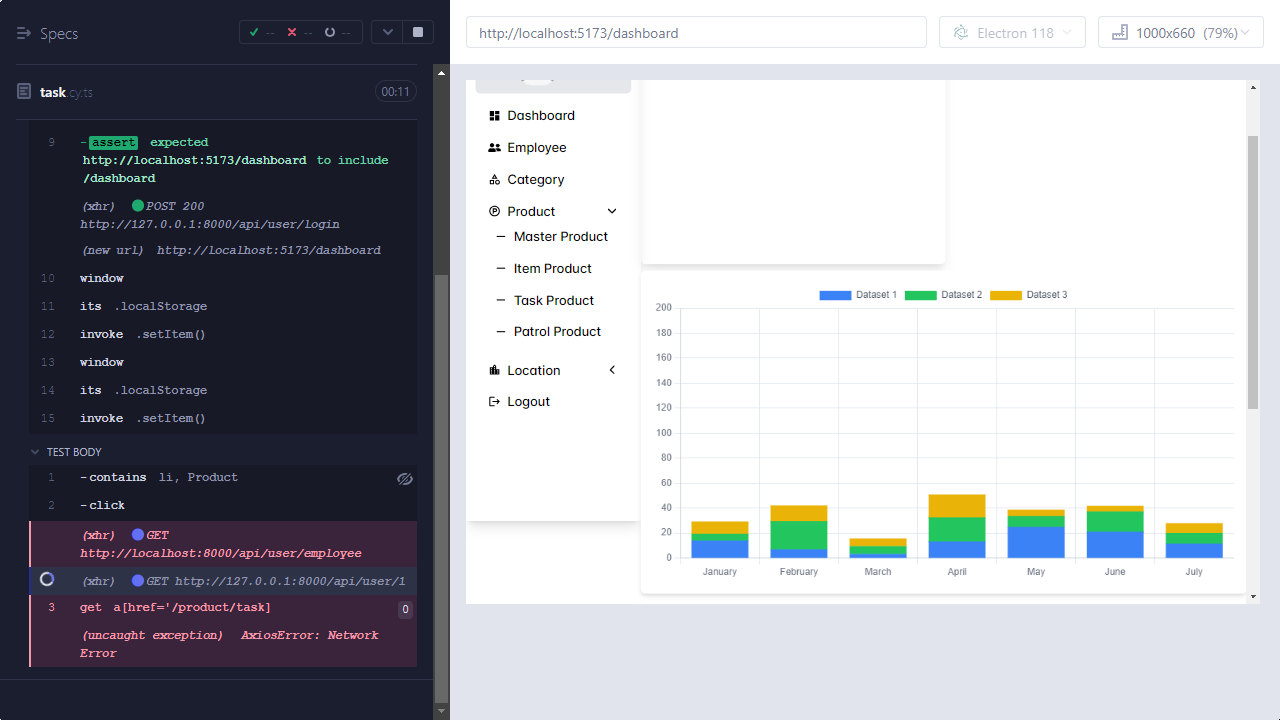 Specs
-- -- --
task.cy.ts
00:11
9 -assert expected
http://localhost:5173/dashboard to include
/dashboard
(xhr) POST 200
http://127.0.0.1:8000/api/user/login
(new url) http://localhost:5173/dashboard
10 window
11 its .localStorage
12 invoke .setItem()
13 window
14 its .localStorage
15 invoke .setItem()
TEST BODY
1 -contains li, Product
2 -click
(xhr) GET
http://localhost:8000/api/user/employee
(xhr) GET http://127.0.0.1:8000/api/user/1
3 get a[href='/product/task] 0
(uncaught exception) AxiosError: Network
Error
http://localhost:5173/dashboard
Electron 118
1000x660 (79%)
Dashboard
Employee
Category
Product
Master Product
Item Product
Task Product
Patrol Product
Location
Logout
Dataset 1 Dataset 2 Dataset 3
200
180
160
140
120
100
80
60
40
20
0
January February March April May June July